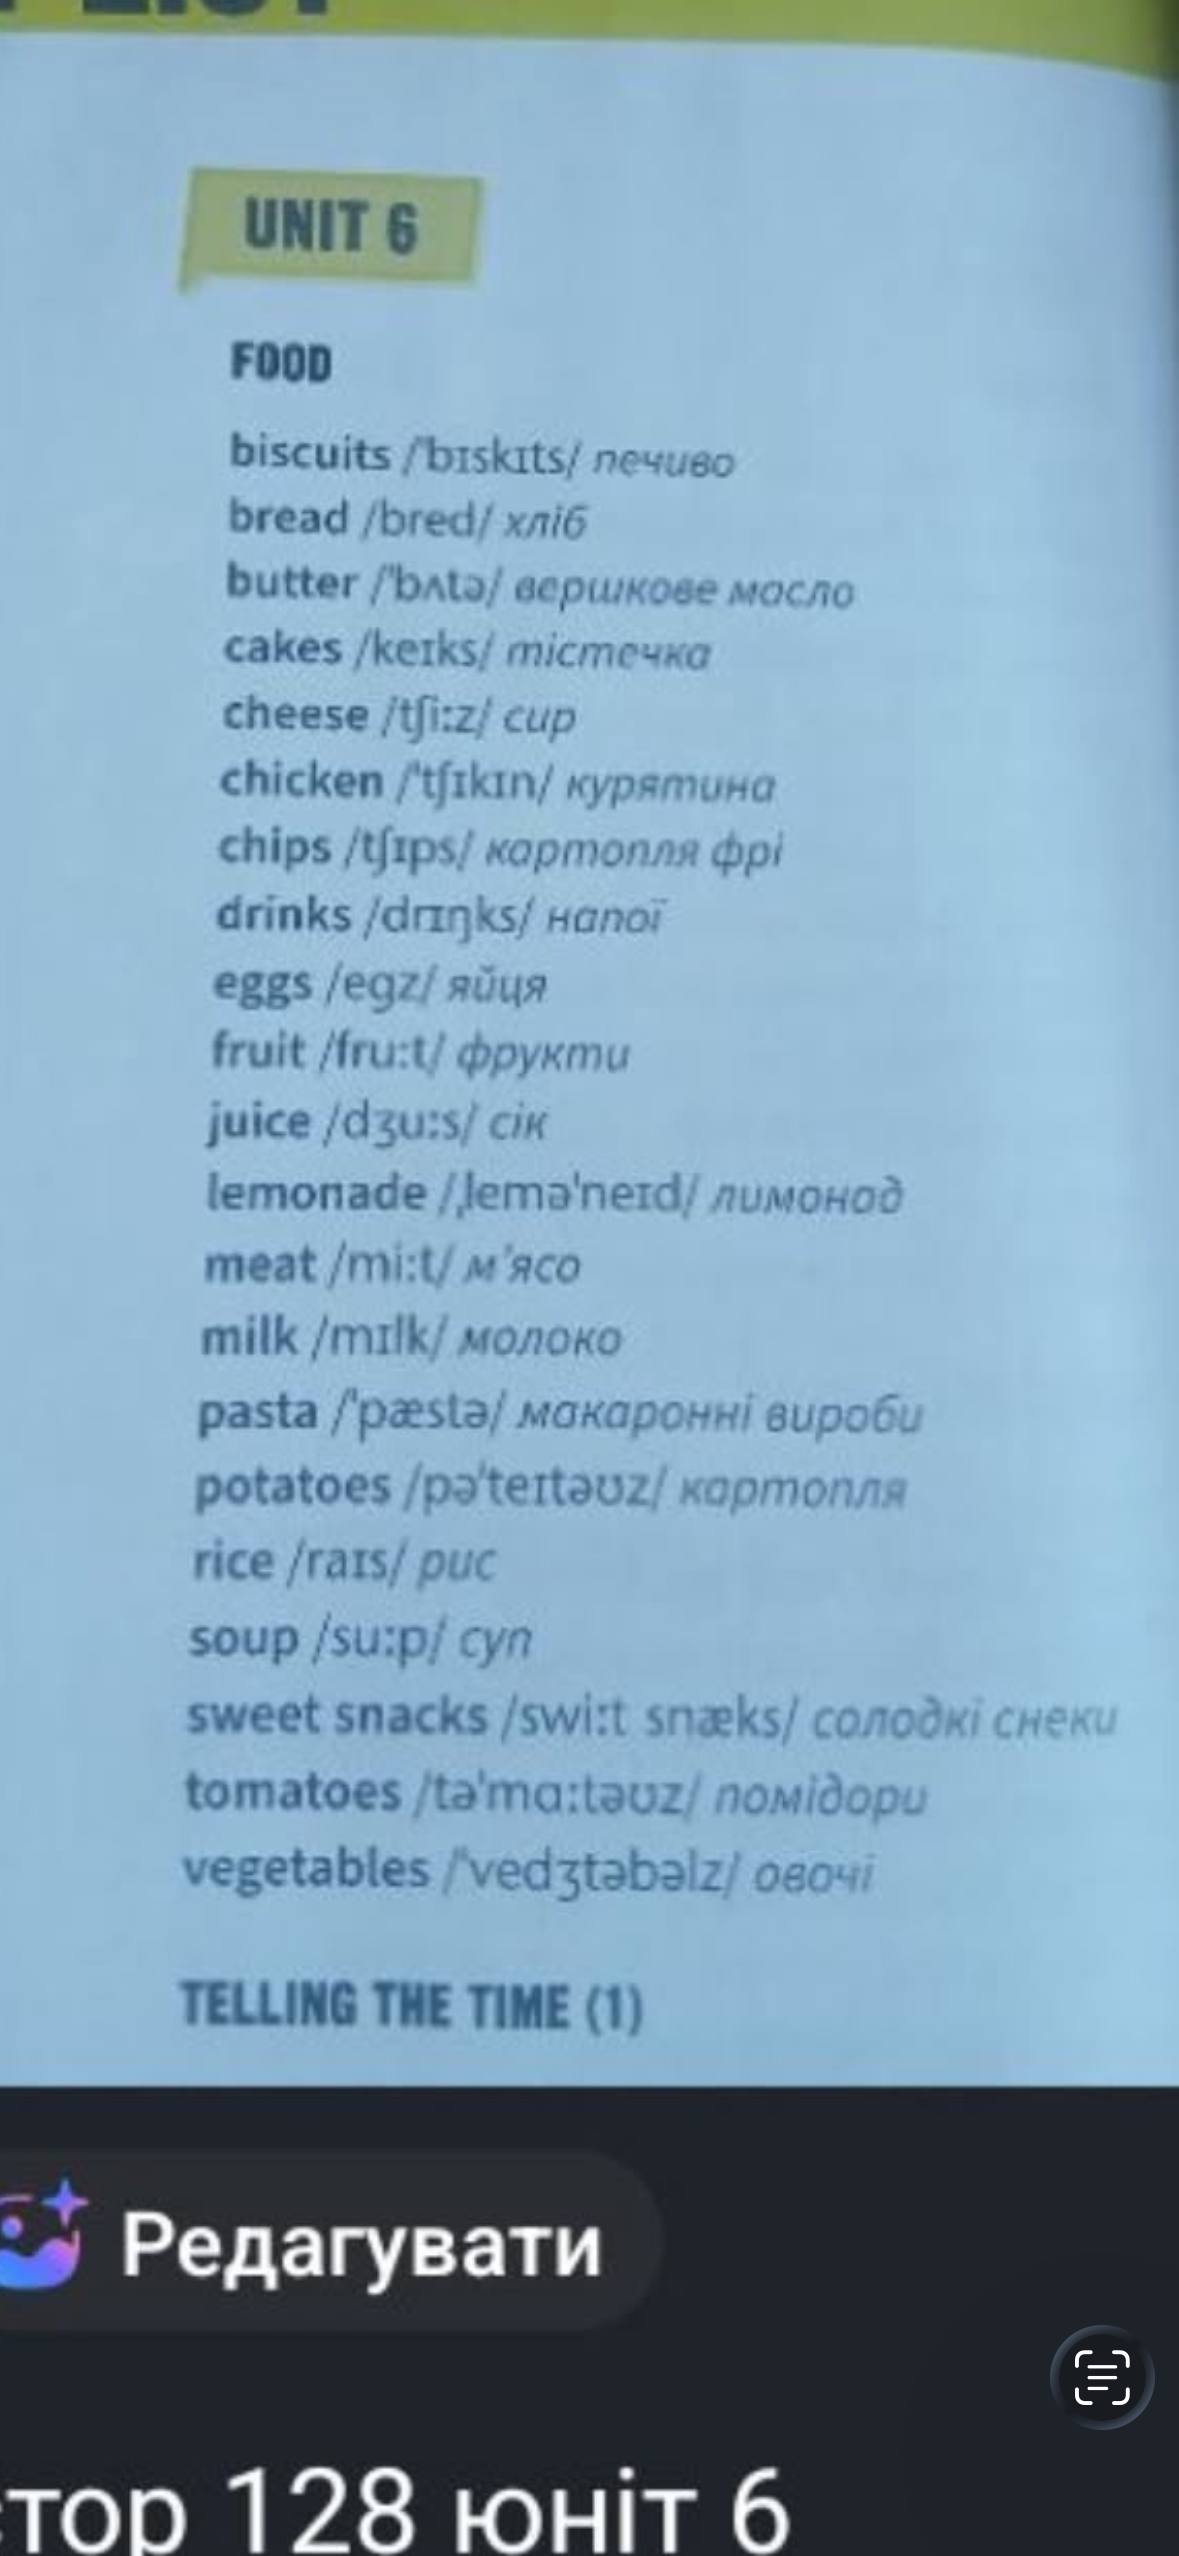 UNIT 6
FOOD
biscuits /ˈbɪskɪts/ печиво
bread /bred/ хліб
butter /ˈbʌtə/ вершкове масло
cakes /keɪks/ тістечка
cheese /tʃiːz/ сир
chicken /ˈtʃɪkɪn/ курятина
chips /tʃɪps/ картопля фрі
drinks /drɪŋks/ напої
eggs /egz/ яйця
fruit /fruːt/ фрукти
juice /dʒuːs/ сік
lemonade /ˌleməˈneɪd/ лимонад
meat /miːt/ м'ясо
milk /mɪlk/ молоко
pasta /ˈpæstə/ макаронні вироби
potatoes /pəˈteɪtəʊz/ картопля
rice /raɪs/ рис
soup /suːp/ суп
sweet snacks /swiːt snæks/ солодкі снеки
tomatoes /təˈmɑːtəʊz/ помідори
vegetables /ˈvedʒtəbəlz/ овочі
TELLING THE TIME (1)
Редагувати
стор 128 юніт 6